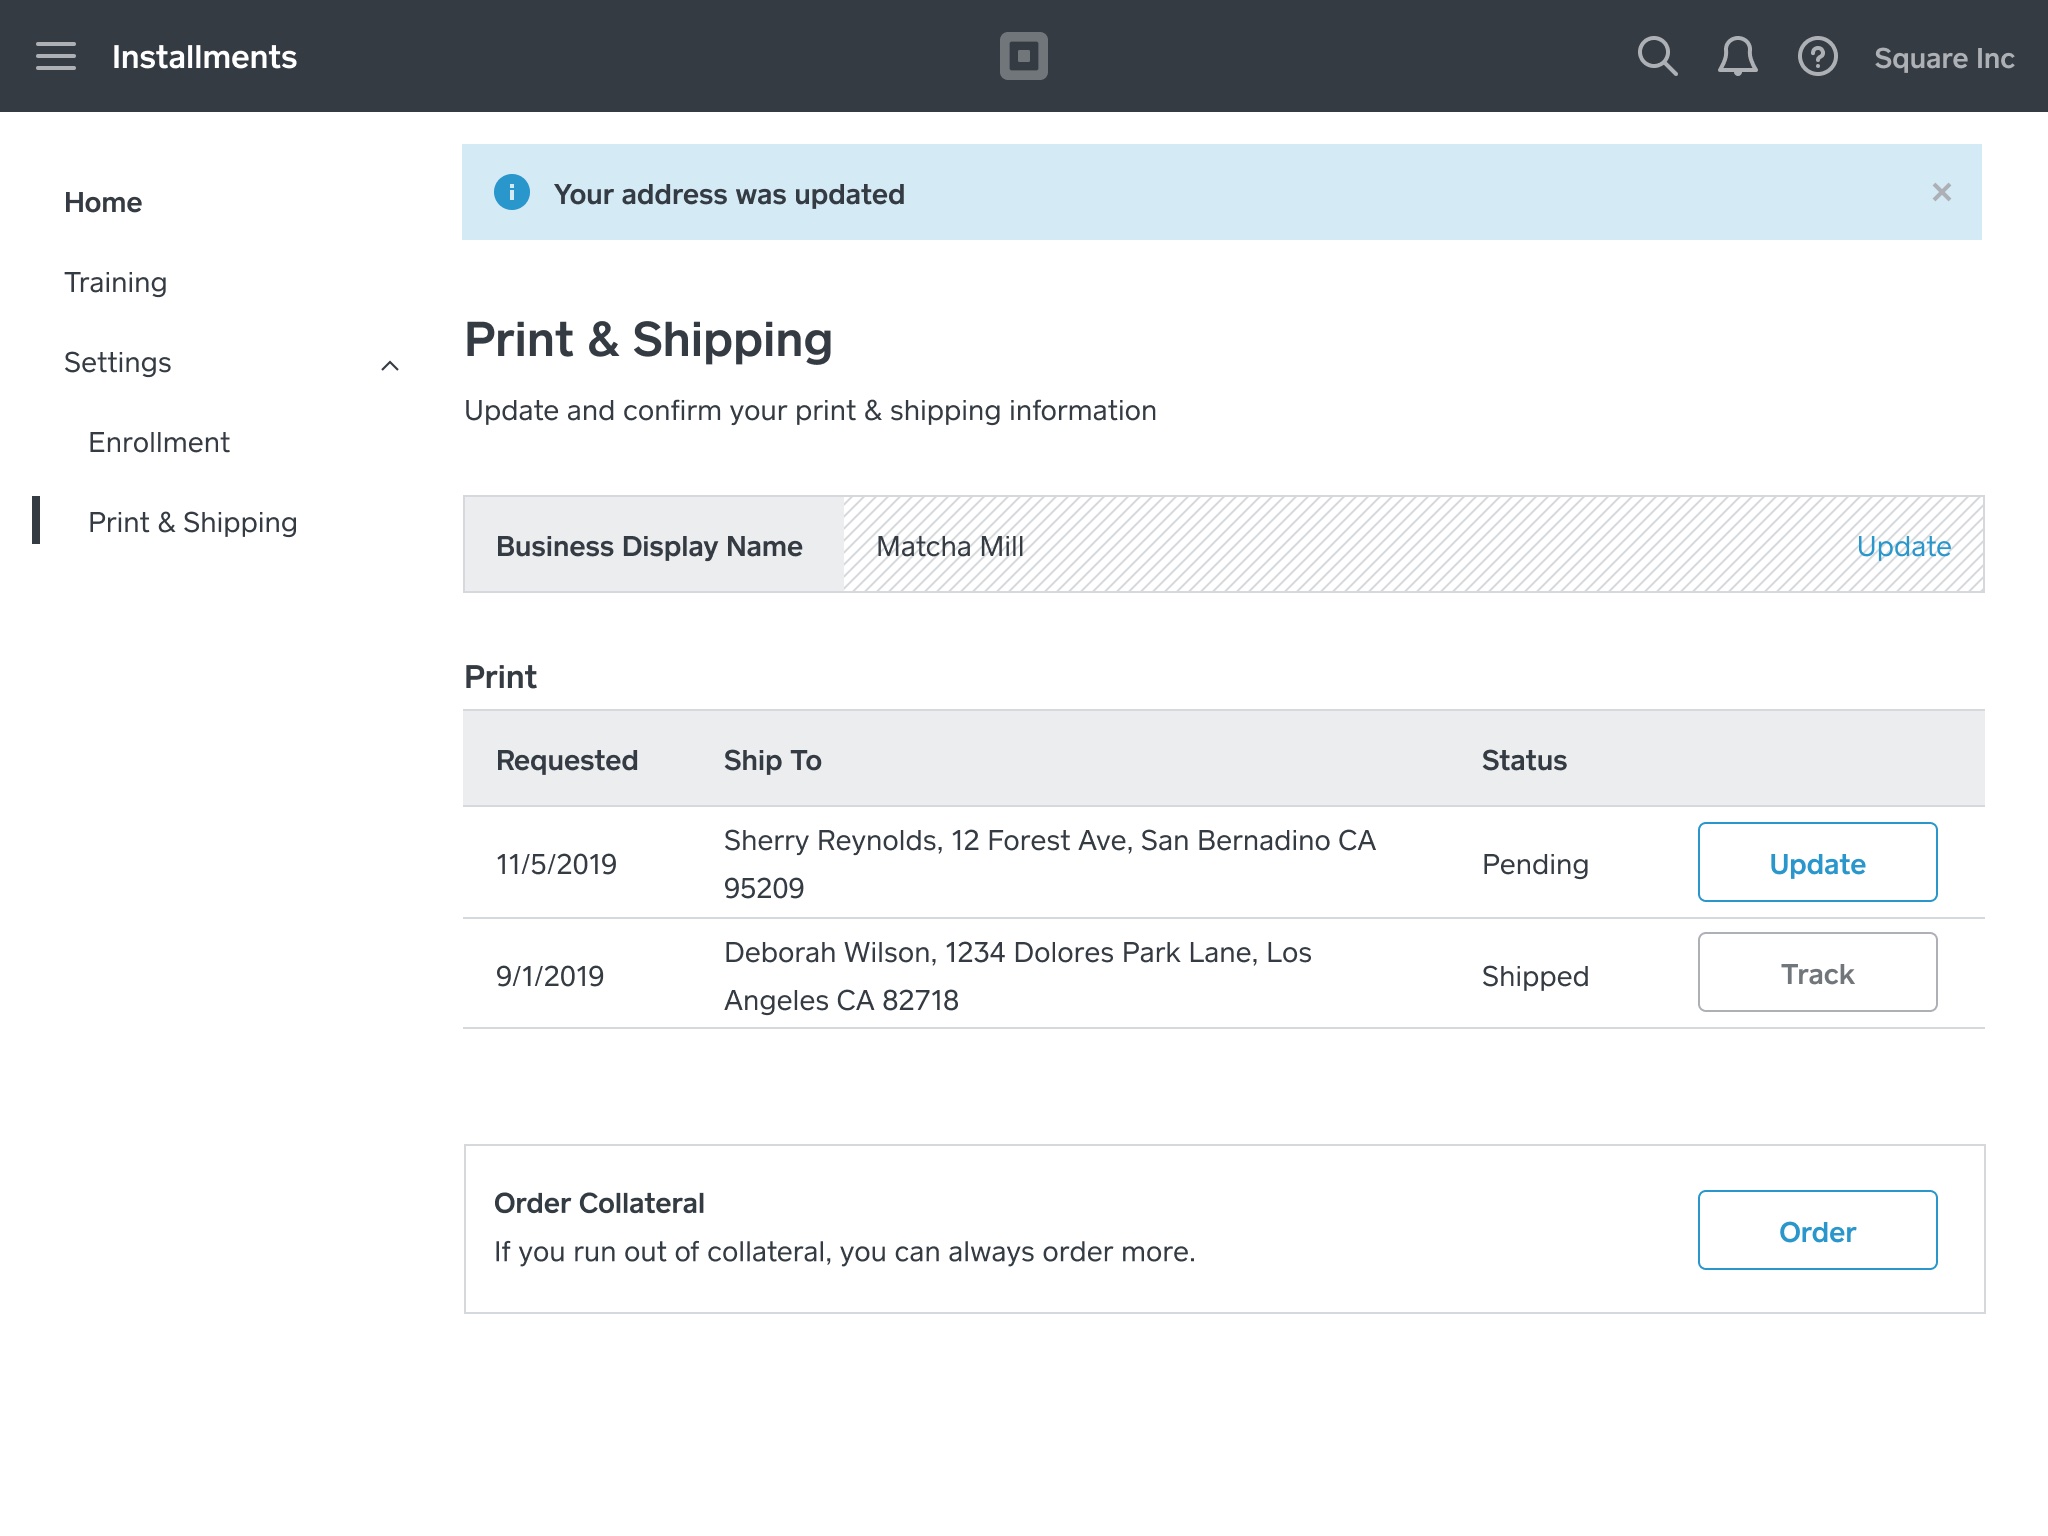 Installments
Square Inc
Home
Training
Settings
Enrollment
Print & Shipping
Your address was updated
Print & Shipping
Update and confirm your print & shipping information
Business Display Name
Matcha Mill
Update
Print
Requested
Ship To
Status
11/5/2019
Sherry Reynolds, 12 Forest Ave, San Bernadino CA
95209
Pending
Update
9/1/2019
Deborah Wilson, 1234 Dolores Park Lane, Los
Angeles CA 82718
Shipped
Track
Order Collateral
If you run out of collateral, you can always order more.
Order